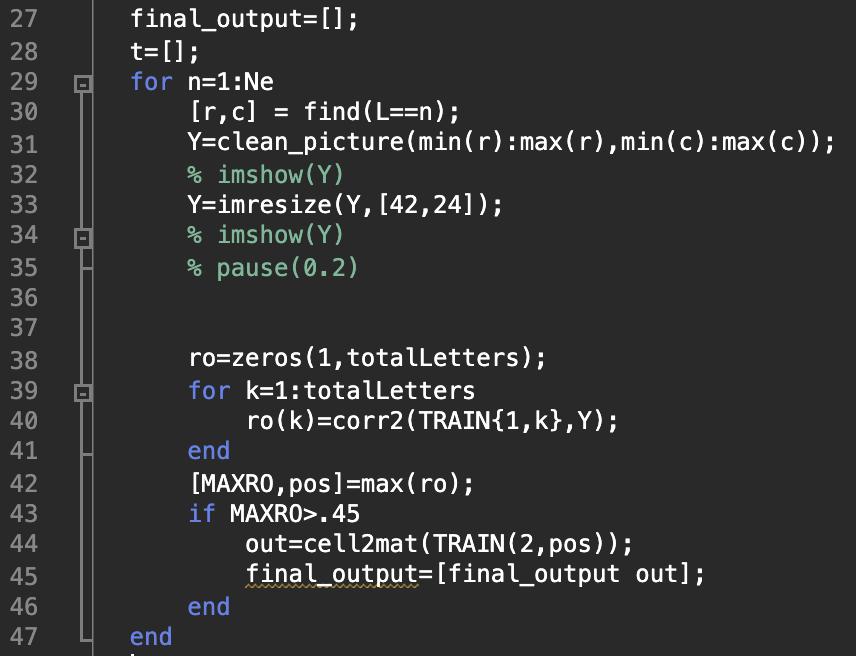 27 final_output=[];
28 t=[];
29 for n=1:Ne
30 [r,c] = find(L==n);
31 Y=clean_picture(min(r):max(r),min(c):max(c));
32 % imshow(Y)
33 Y=imresize(Y,[42,24]);
34 % imshow(Y)
35 % pause(0.2)
36
37
38 ro=zeros(1,totalLetters);
39 for k=1:totalLetters
40 ro(k)=corr2(TRAIN{1,k},Y);
41 end
42 [MAXRO,pos]=max(ro);
43 if MAXRO>.45
44 out=cell2mat(TRAIN(2,pos));
45 final_output=[final_output out];
46 end
47 end